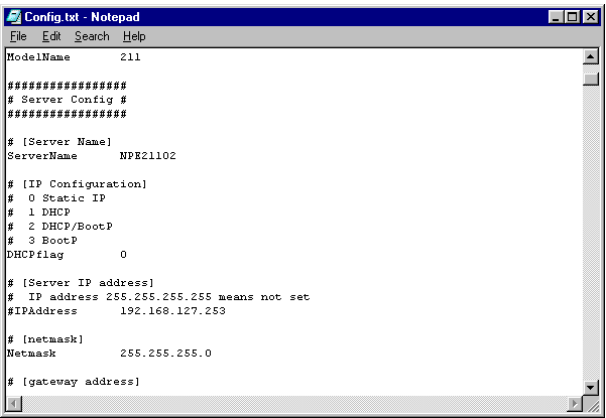 Config.txt - Notepad
File Edit Search Help
ModelName 211
#################
# Server Config #
#################
# [Server Name]
ServerName NPE21102
# [IP Configuration]
# 0 Static IP
# 1 DHCP
# 2 DHCP/BootP
# 3 BootP
DHCPflag 0
# [Server IP address]
# IP address 255.255.255.255 means not set
#IPAddress 192.168.127.253
# [netmask]
Netmask 255.255.255.0
# [gateway address]